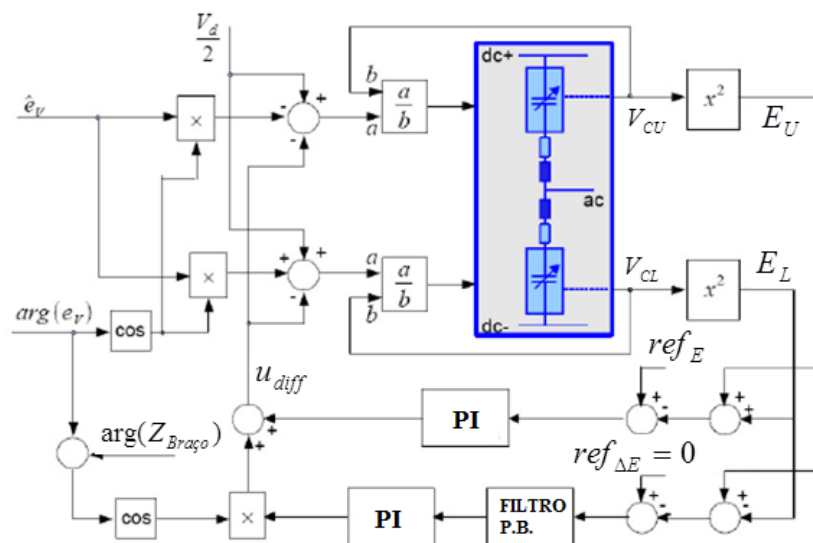 V_d
2
ê_V
×
-
+
-
b
a
a
b
dc+
V_CU
x²
E_U
ac
+
+
-
×
a
b
a
b
V_CL
x²
E_L
dc-
arg(e_V)
cos
u_diff
ref_E
PI
+
-
+
+
+
+
arg(Z_Braço)
ref_ΔE = 0
cos
×
PI
FILTRO
P.B.
+
-
+
-